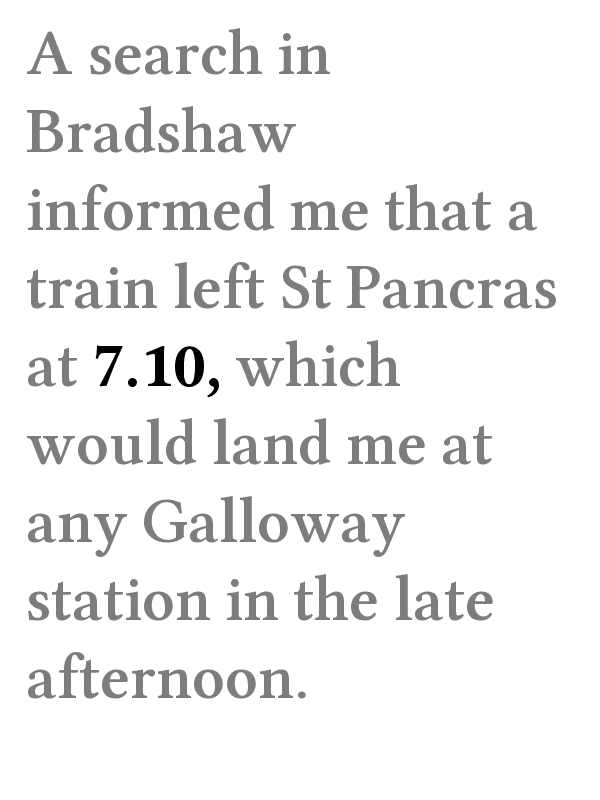 A search in
Bradshaw
informed me that a
train left St Pancras
at 7.10, which
would land me at
any Galloway
station in the late
afternoon.